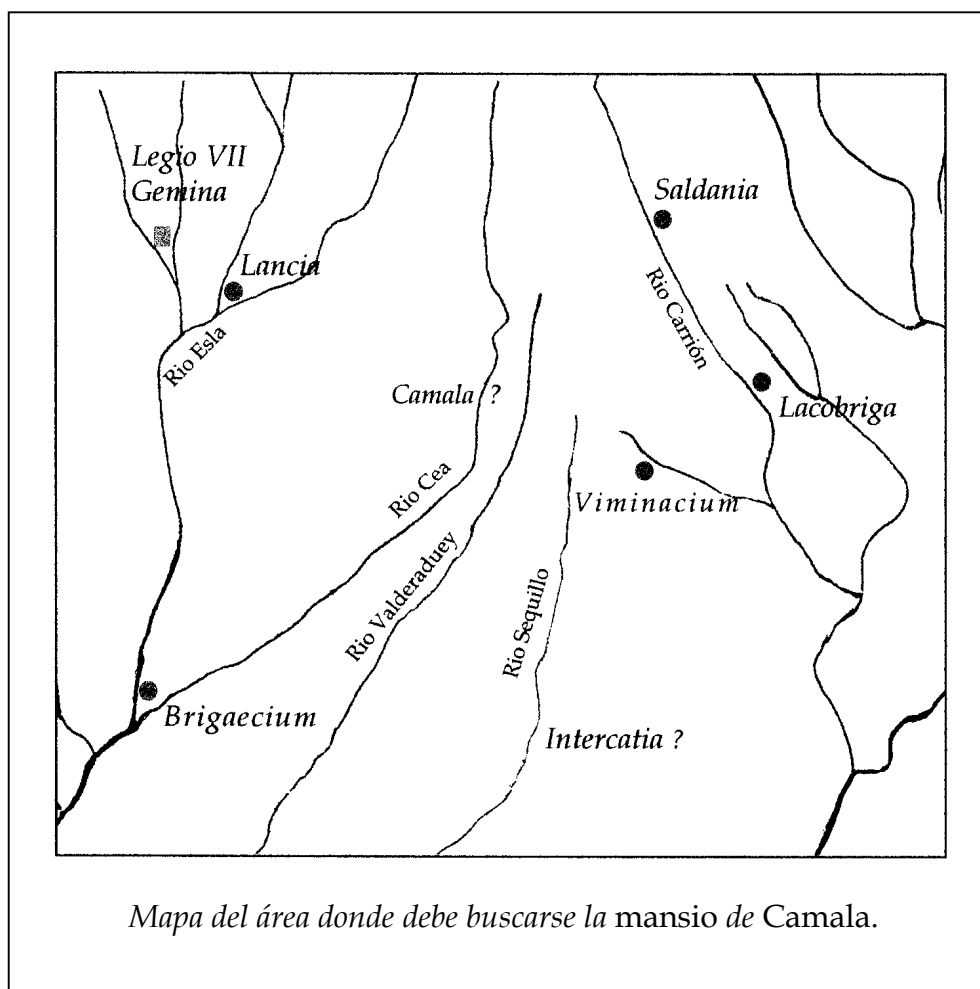 Legio VII
Gemina
Saldania
Lancia
Rio Carrión
Rio Esla
Camala ?
Lacobriga
Rio Cea
Viminacium
Rio Valderaduey
Rio Sequillo
Brigaecium
Intercatia ?
Mapa del área donde debe buscarse la mansio de Camala.